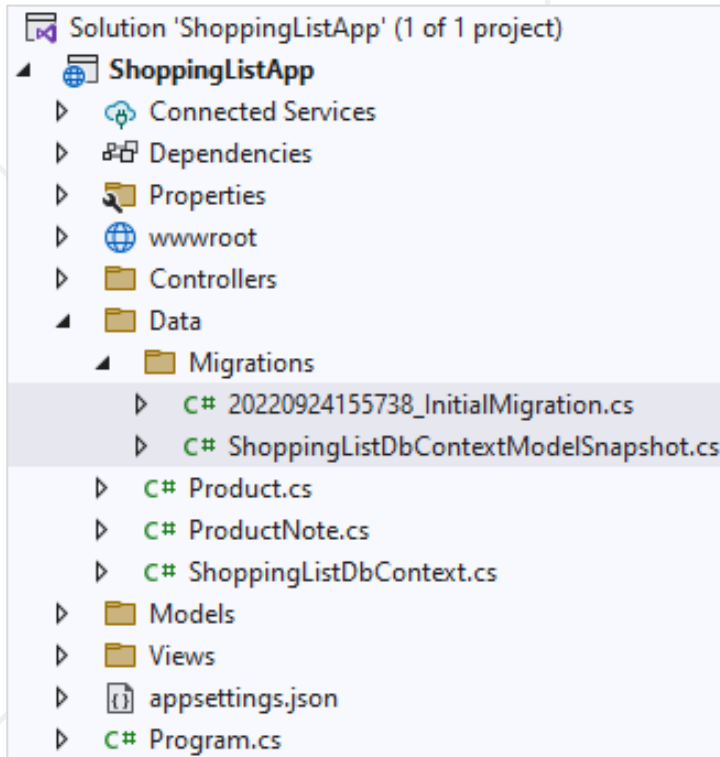 Solution 'ShoppingListApp' (1 of 1 project)
ShoppingListApp
Connected Services
Dependencies
Properties
wwwroot
Controllers
Data
Migrations
C# 20220924155738_InitialMigration.cs
C# ShoppingListDbContextModelSnapshot.cs
C# Product.cs
C# ProductNote.cs
C# ShoppingListDbContext.cs
Models
Views
appsettings.json
C# Program.cs